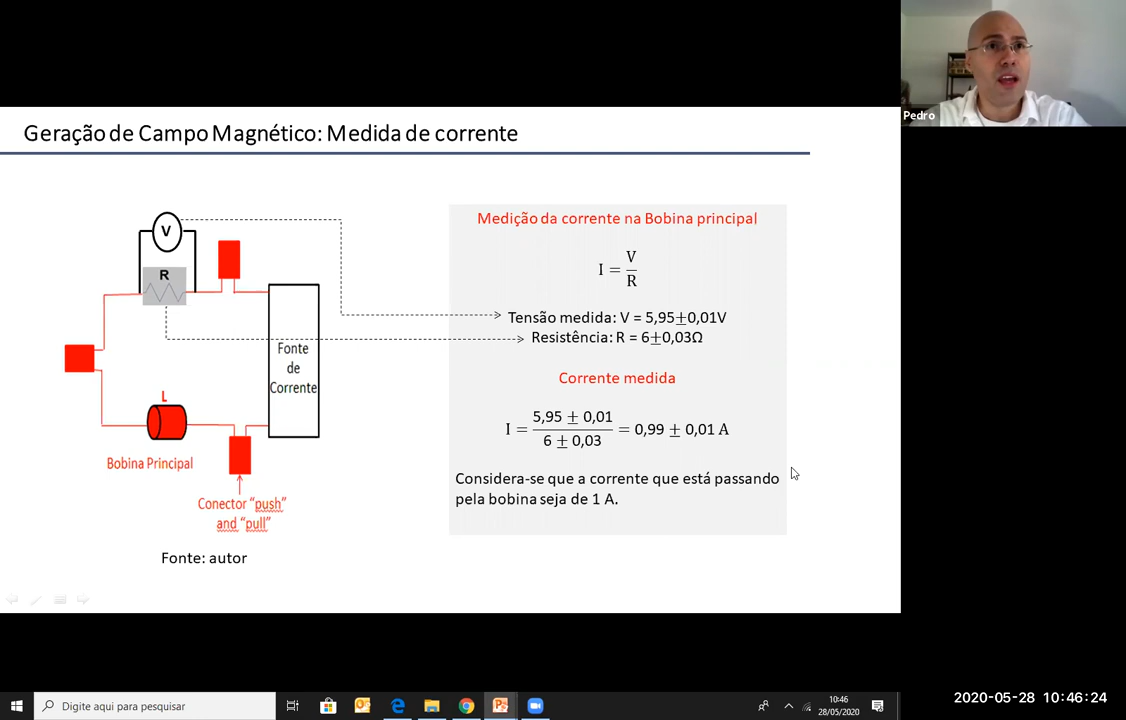 Pedro
Geração de Campo Magnético: Medida de corrente
V
R
L
Bobina Principal
Fonte
de
Corrente
Conector “push”
and “pull”
Fonte: autor
Medição da corrente na Bobina principal
I = V/R
Tensão medida: V = 5,95±0,01V
Resistência: R = 6±0,03Ω
Corrente medida
I = (5,95 ± 0,01)/(6 ± 0,03) = 0,99 ± 0,01 A
Considera-se que a corrente que está passando
pela bobina seja de 1 A.
Digite aqui para pesquisar
10:46
28/05/2020
2020-05-28 10:46:24